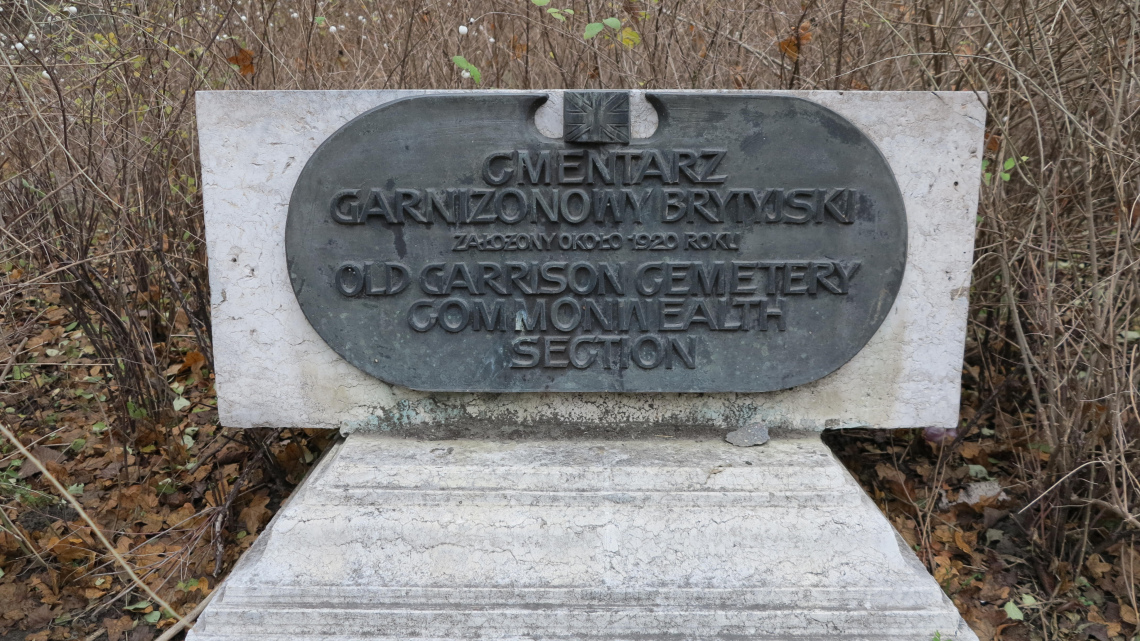 CMENTARZ
GARNIZONOWY BRYTYJSKI
ZAŁOŻONY OKOŁO 1920 ROKU
OLD GARRISON CEMETERY
COMMONWEALTH
SECTION